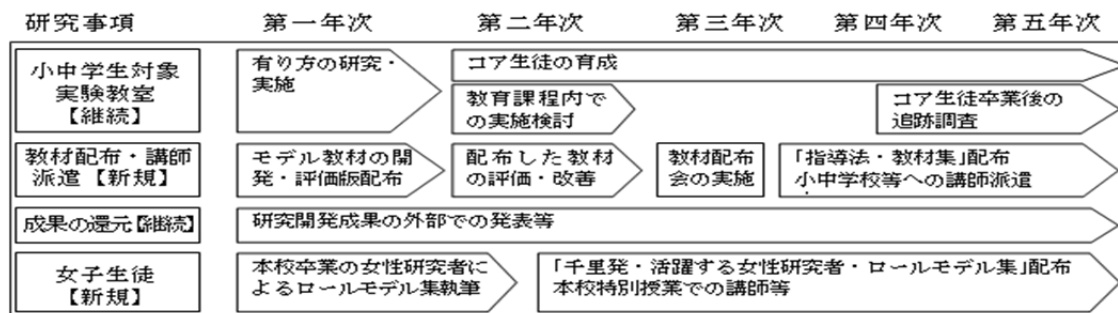 研究事項 第一年次 第二年次 第三年次 第四年次 第五年次
小中学生対象
実験教室
【継続】
有り方の研究・
実施
コア生徒の育成
教育課程内で
の実施検討
コア生徒卒業後の
追跡調査
教材配布・講師
派遣【新規】
モデル教材の開
発・評価版配布
配布した教材
の評価・改善
教材配布
会の実施
「指導法・教材集」配布
小中学校等への講師派遣
成果の還元【継続】
研究開発成果の外部での発表等
女子生徒
【新規】
本校卒業の女性研究者に
よるロールモデル集執筆
「千里発・活躍する女性研究者・ロールモデル集」配布
本校特別授業での講師等